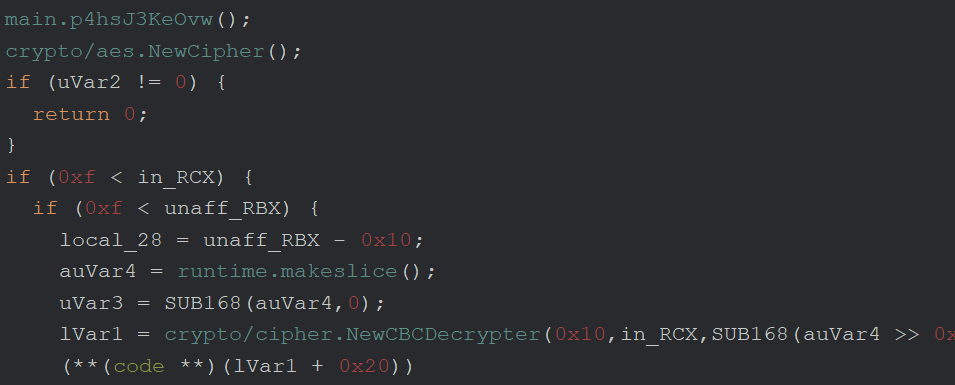 main.p4hsJ3KeOvw();
crypto/aes.NewCipher();
if (uVar2 != 0) {
return 0;
}
if (0xf < in_RCX) {
if (0xf < unaff_RBX) {
local_28 = unaff_RBX - 0x10;
auVar4 = runtime.makeslice();
uVar3 = SUB168(auVar4,0);
lVar1 = crypto/cipher.NewCBCDecrypter(0x10,in_RCX,SUB168(auVar4 >> 0x
(**(code **)(lVar1 + 0x20))